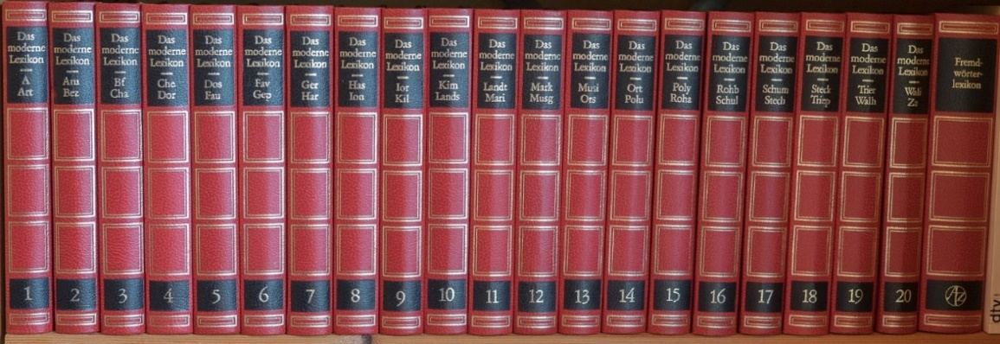 Das
moderne
Lexikon
A
Art
1
Das
moderne
Lexikon
Aru
Bez
2
Das
moderne
Lexikon
Bf
Cha
3
Das
moderne
Lexikon
Che
Dor
4
Das
moderne
Lexikon
Dos
Fau
5
Das
moderne
Lexikon
Fav
Gep
6
Das
moderne
Lexikon
Ger
Har
7
Das
moderne
Lexikon
Has
Ion
8
Das
moderne
Lexikon
Ior
Kil
9
Das
moderne
Lexikon
Kim
Lands
10
Das
moderne
Lexikon
Landt
Mari
11
Das
moderne
Lexikon
Mark
Musg
12
Das
moderne
Lexikon
Musi
Ors
13
Das
moderne
Lexikon
Ort
Polu
14
Das
moderne
Lexikon
Poly
Roha
15
Das
moderne
Lexikon
Rohb
Schul
16
Das
moderne
Lexikon
Schum
Stech
17
Das
moderne
Lexikon
Steck
Triep
18
Das
moderne
Lexikon
Trier
Walh
19
Das
moderne
Lexikon
Wali
Zz
20
Fremd-
wörter-
lexikon
AZ
dtv